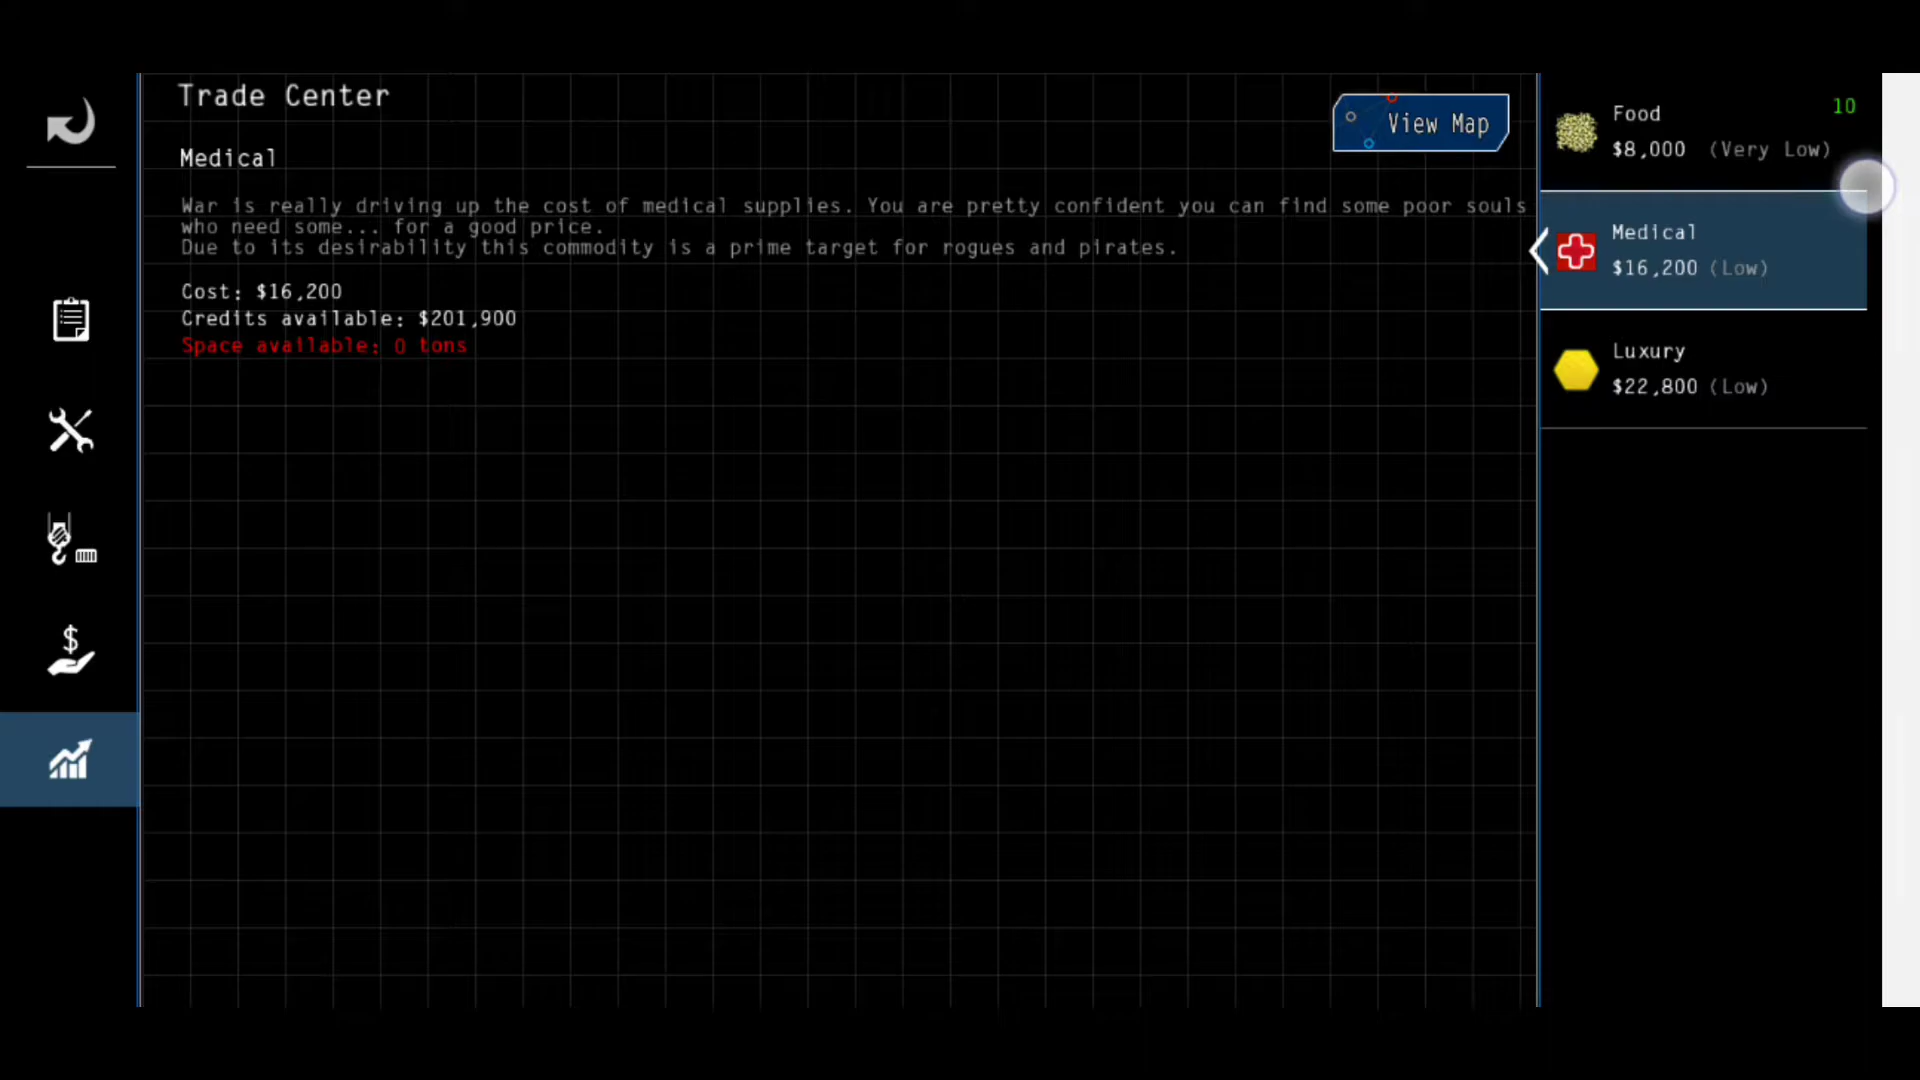 Trade Center
View Map
Medical
War is really driving up the cost of medical supplies. You are pretty confident you can find some poor souls
who need some... for a good price.
Due to its desirability this commodity is a prime target for rogues and pirates.
Cost: $16,200
Credits available: $201,900
Space available: 0 tons
Food
10
$8,000 (Very Low)
Medical
$16,200 (Low)
Luxury
$22,800 (Low)